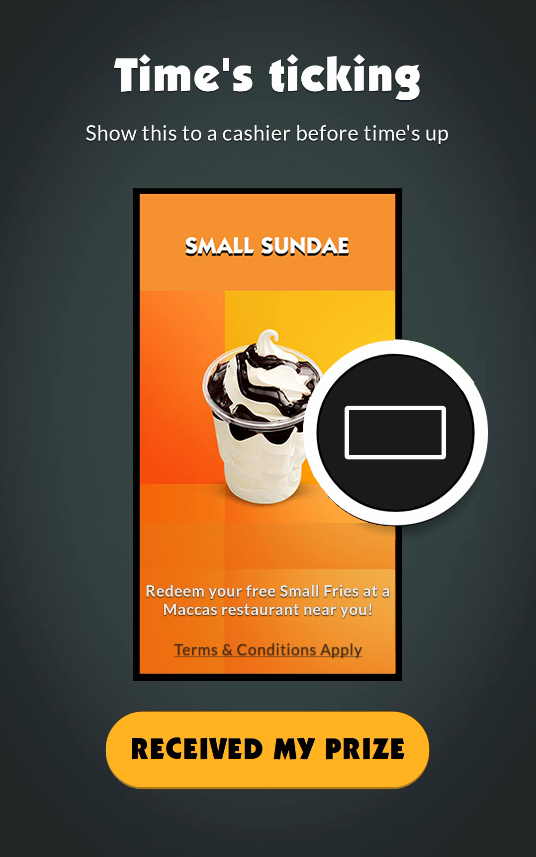 Time's ticking
Show this to a cashier before time's up
SMALL SUNDAE
Redeem your free Small Fries at a
Maccas restaurant near you!
Terms & Conditions Apply
RECEIVED MY PRIZE